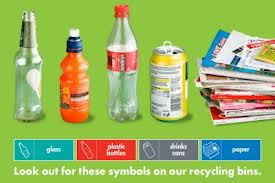 glass
plastic
bottles
drinks
cans
paper
Look out for these symbols on our recycling bins.